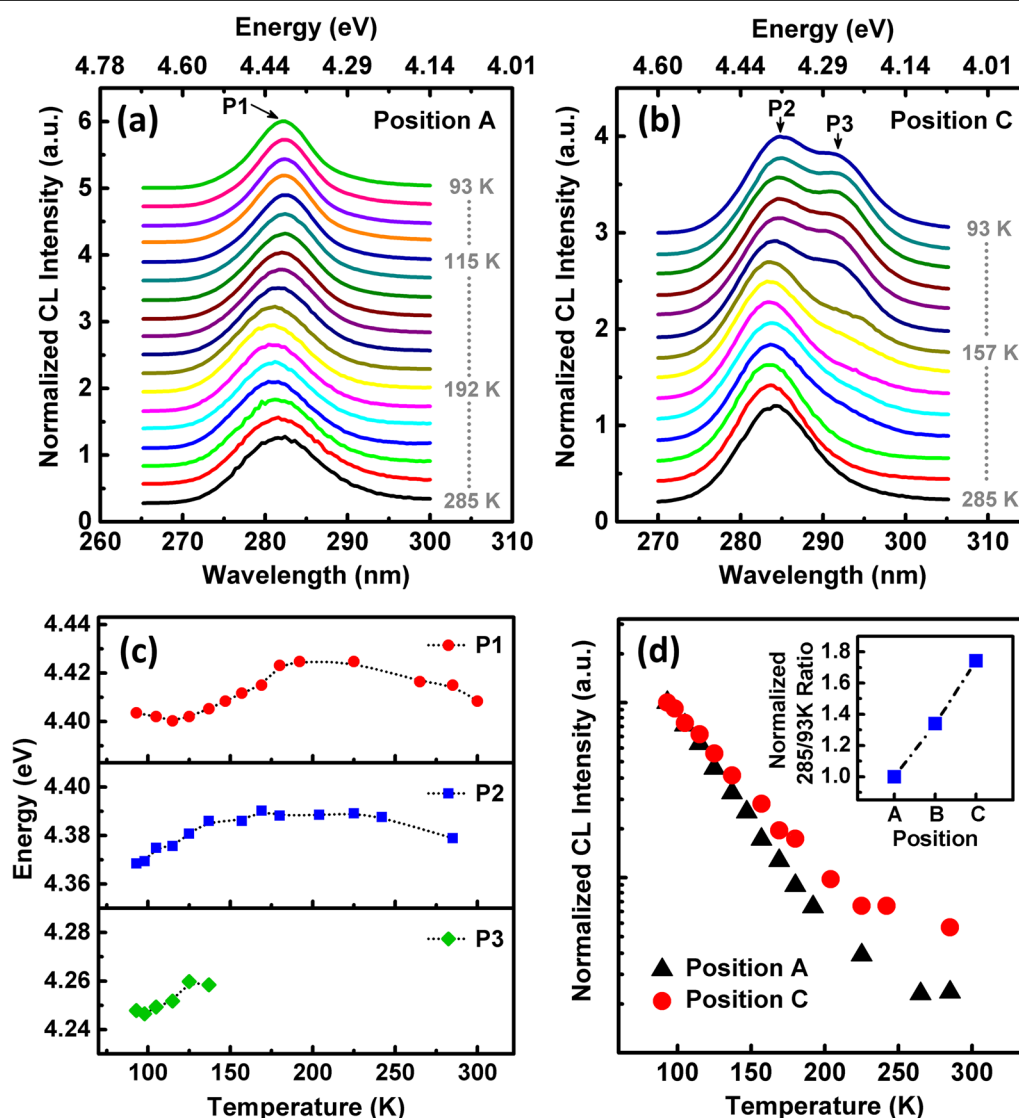 Energy (eV)
4.78 4.60 4.44 4.29 4.14 4.01
(a)
P1
Position A
Normalized CL Intensity (a.u.)
6
5
4
3
2
1
0
93 K
115 K
192 K
285 K
260 270 280 290 300 310
Wavelength (nm)
Energy (eV)
4.60 4.44 4.29 4.14 4.01
(b)
P2
P3
Position C
Normalized CL Intensity (a.u.)
4
3
2
1
0
93 K
157 K
285 K
270 280 290 300 310
Wavelength (nm)
(c)
Energy (eV)
P1
4.44
4.42
4.40
P2
4.40
4.38
4.36
P3
4.28
4.26
4.24
100 150 200 250 300
Temperature (K)
(d)
Normalized CL Intensity (a.u.)
Normalized
285/93K Ratio
1.8
1.6
1.4
1.2
1.0
A B C
Position
Position A
Position C
100 150 200 250 300
Temperature (K)